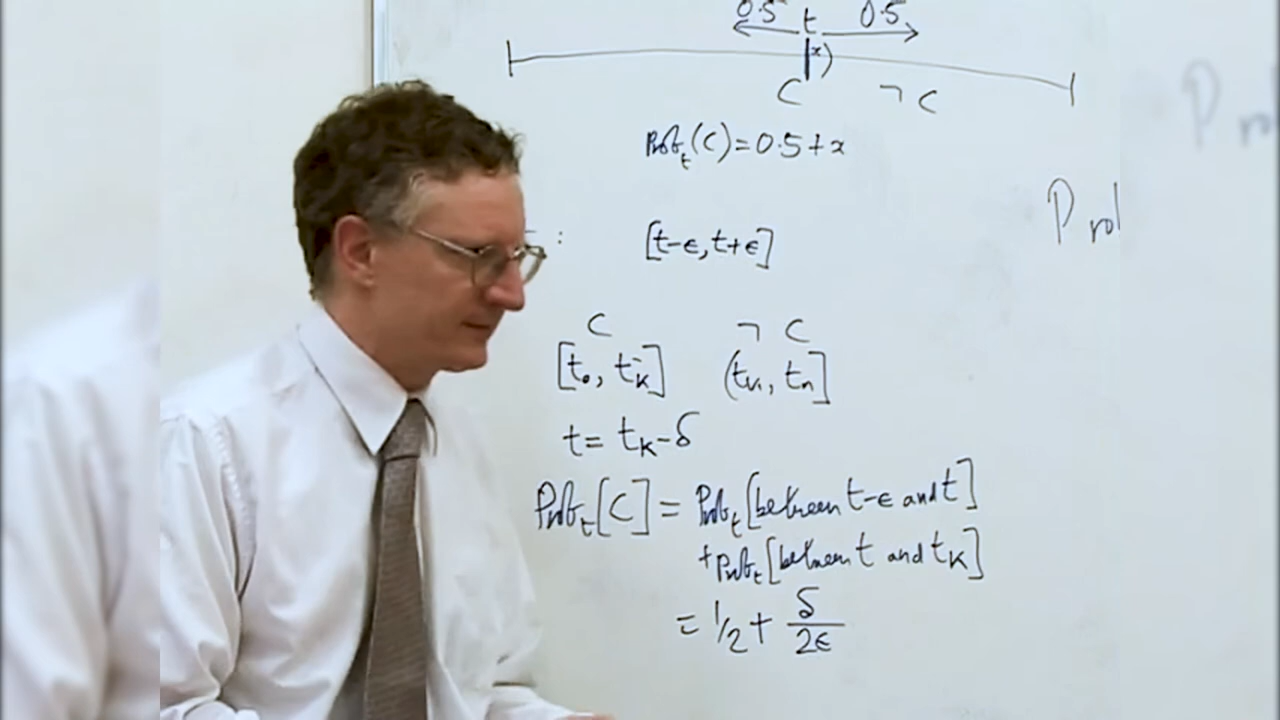 0.5 t 0.5
x)
C ¬C
Prob_t(C)=0.5+x
: [t-ε,t+ε]
C ¬ C
[t₀, t_K] (t_K, t_n]
t= t_K-δ
Prob_t[C] = Prob_t[between t-ε and t]
+Prob_t[between t and t_K]
= 1/2 + δ/2ε